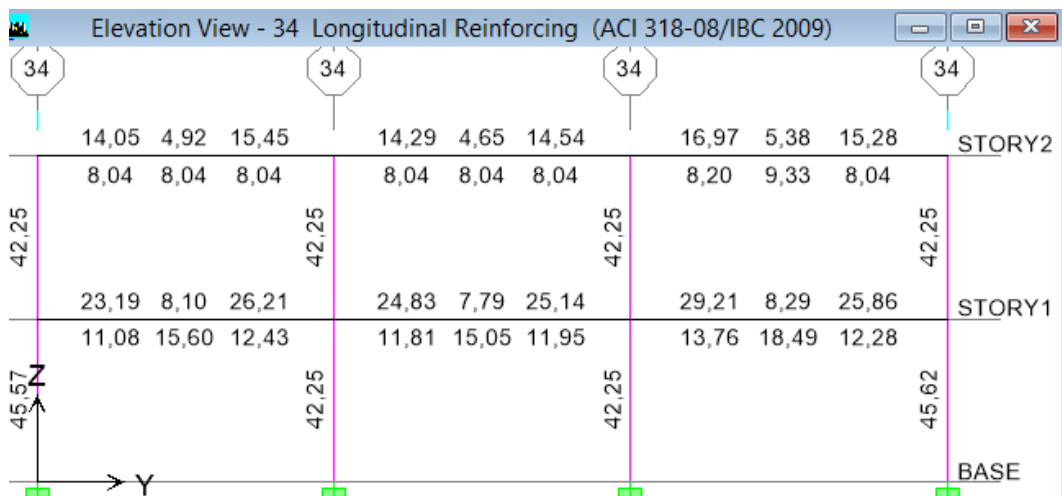 Elevation View - 34 Longitudinal Reinforcing (ACI 318-08/IBC 2009)
34 34 34 34
14,05 4,92 15,45 14,29 4,65 14,54 16,97 5,38 15,28 STORY2
8,04 8,04 8,04 8,04 8,04 8,04 8,20 9,33 8,04
42,25 42,25 42,25 42,25
23,19 8,10 26,21 24,83 7,79 25,14 29,21 8,29 25,86 STORY1
11,08 15,60 12,43 11,81 15,05 11,95 13,76 18,49 12,28
45,57 Z 42,25 42,25 45,62
Y BASE